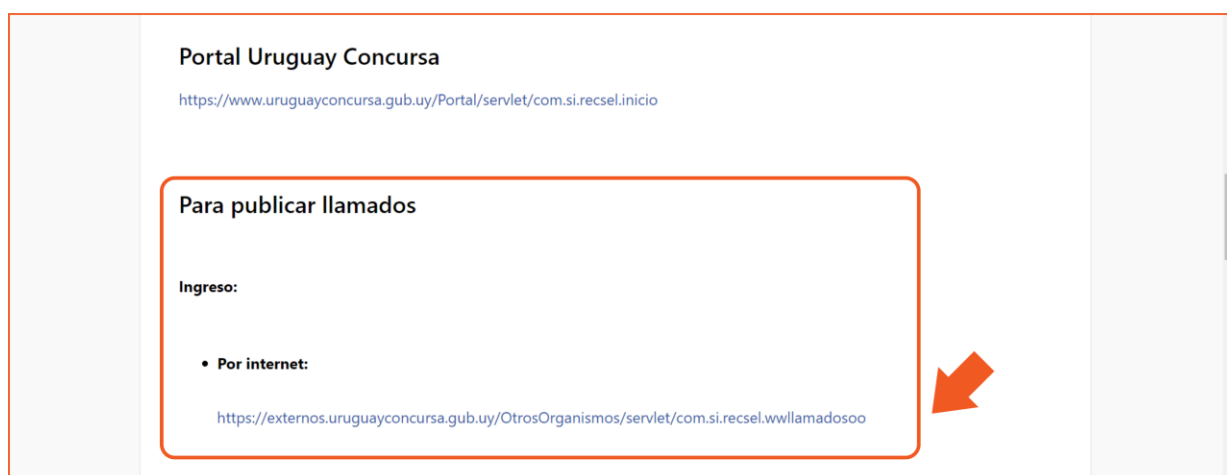 Portal Uruguay Concursa
https://www.uruguayconcursa.gub.uy/Portal/servlet/com.si.recsel.inicio
Para publicar llamados
Ingreso:
• Por internet:
https://externos.uruguayconcursa.gub.uy/OtrosOrganismos/servlet/com.si.recsel.wwllamadosoo